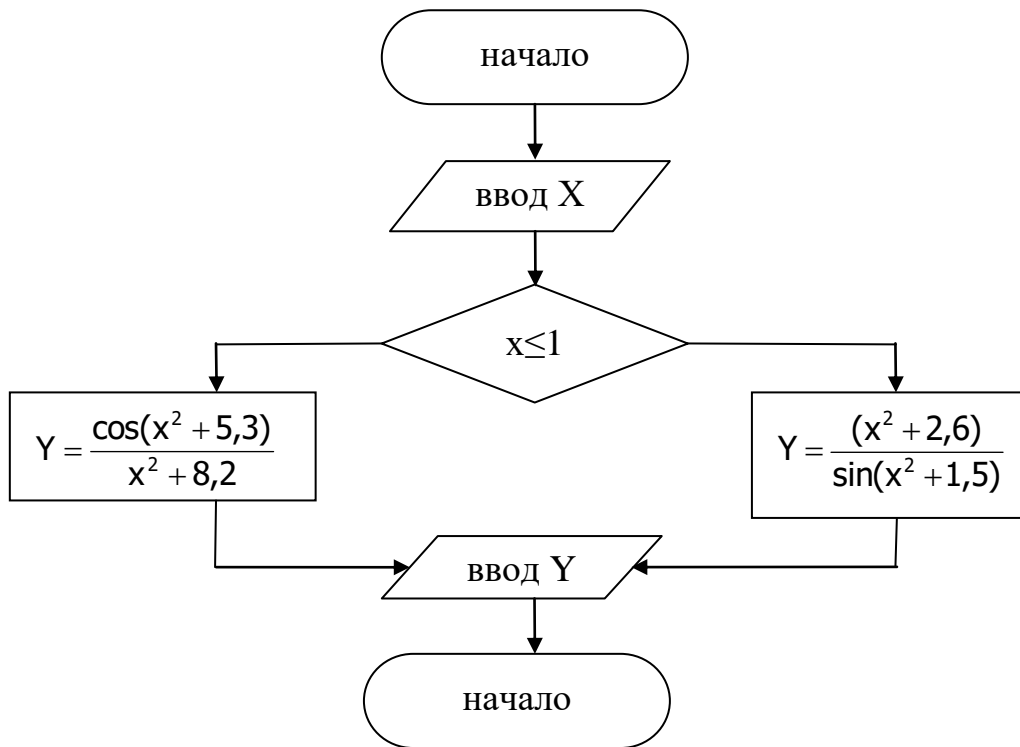 начало
ввод X
x≤1
Y = cos(x² + 5,3) / x² + 8,2
Y = (x² + 2,6) / sin(x² + 1,5)
ввод Y
начало